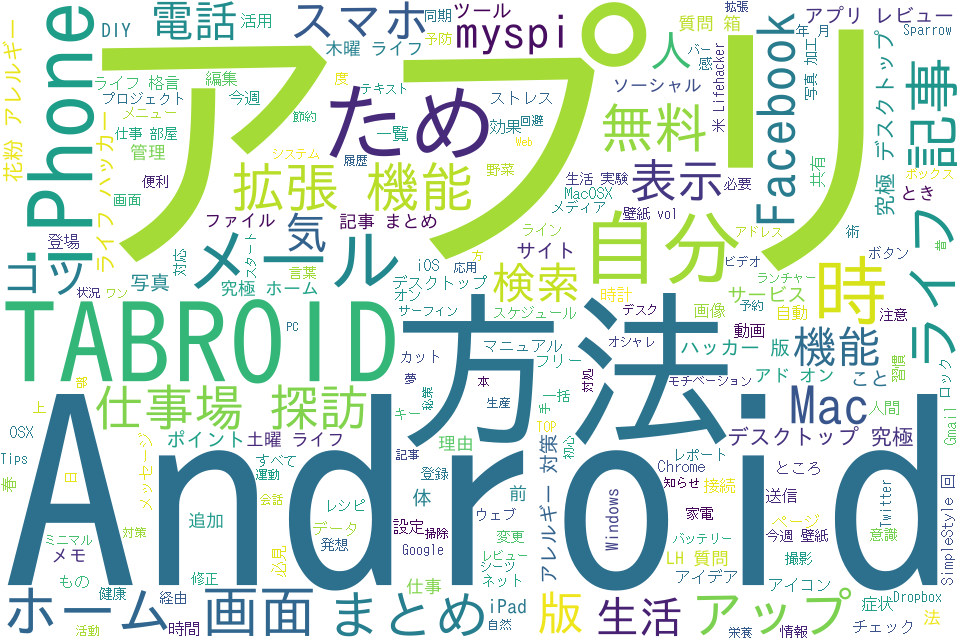 DIY
電話
活用
スマホ
同期
ツール
質問 箱
拡張
アプリ レビュー
年 月
Sparrow
花粉 アレルギー
iPhone
アプリ
木曜 ライフ
予防
myspi
人
バー
感
Facebook
写真 加工
デスクトップ
究極
記事
ライフ 格言
編集
度
テキスト
ソーシャル
米 Lifehacker
プロジェクト
今週
ため
ストレス
無料
メニュー
節約
仕事 部屋
一覧
効果
回避
管理
システム
履歴
Web
共有
ボックス
ライフ ハッカー
便利
拡張 機能
野菜
生活 実験
表示
必要
とき
画面
MacOSX
メディア
ファイル
記事 まとめ
壁紙 vol
アドレス
術
昔
登場
対応
メール
気
ライン
方
サイト
自分
ビデオ
ボタン
ライフ
コツ
写真
スタート
言葉
iOS
応用
検索
ランチャー
時
究極 ホーム
デスクトップ
サービス
状況
ワン
オン
時計
予約
サーフィン
スケジュール
画像
自動
注意
TABROID
PC
方法
デスク
動画
オシャレ
マニュアル
ハッカー 版
機能
カット
フリー
アド オン
こと
習慣
ロック
部
夢
本
対処
モチベーション
上
仕事場 探訪
秘策
生産
手
一括
Mac
人間
Gmail
キー
TOP
初心
OSX
メッセージ
ポイント
土曜 ライフ
理由
対策
アレルギー
デスクトップ 究極
Tips
すべて
記事
レポート
ところ
春
日
運動
登録
Chrome
知らせ
接続
送信
Twitter
SimpleStyle 回
Android
会話
レシピ
体
前
Windows
家電
ページ
追加
データ
設定
掃除
ウェブ
変更
バッテリー
今週 壁紙
意識
ミニマル
対策
発想
Google
レビュー
LH 質問
撮影
メモ
必見
シーツ
ネット
もの
修正
仕事
アイデア
アイコン
健康
経由
iPad
症状
Dropbox
ホーム
画面
まとめ
版
生活
アップ
活動
時間
自然
栄養
情報
チェック
法